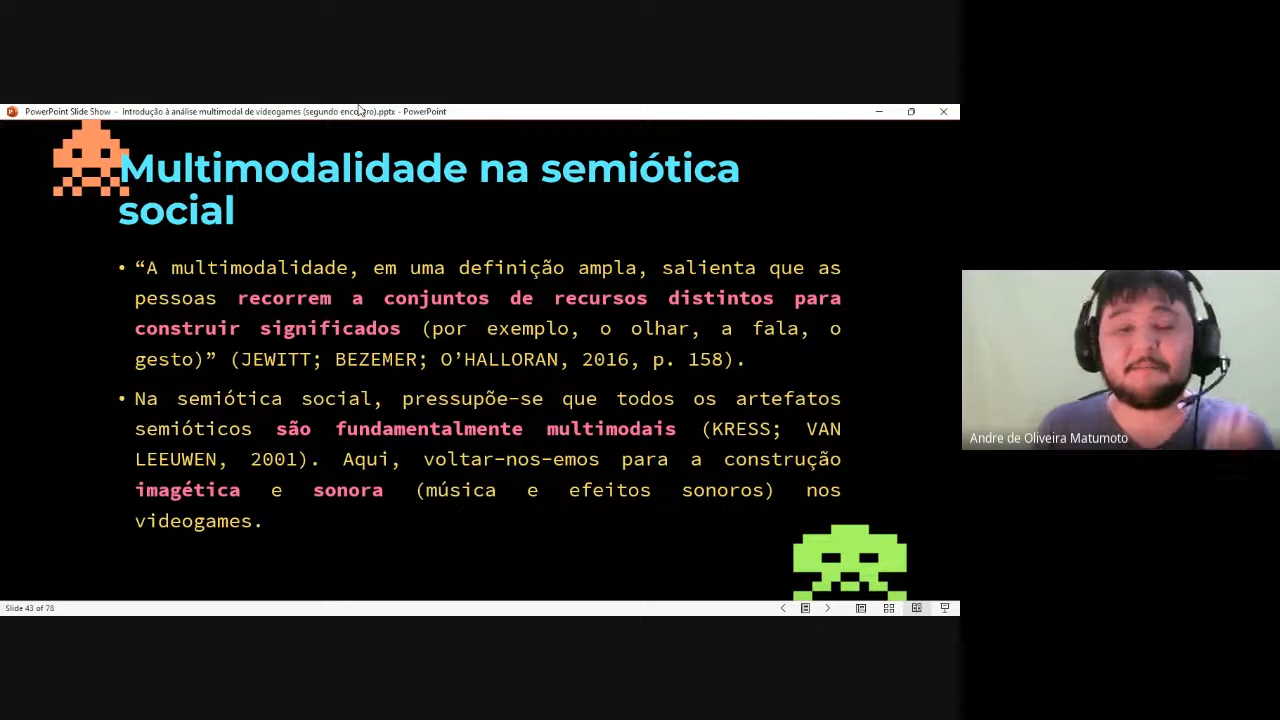 PowerPoint Slide Show - Introdução à análise multimodal de videogames (segundo encontro).pptx - PowerPoint
Multimodalidade na semiótica
social
• “A multimodalidade, em uma definição ampla, salienta que as
pessoas recorrem a conjuntos de recursos distintos para
construir significados (por exemplo, o olhar, a fala, o
gesto)” (JEWITT; BEZEMER; O’HALLORAN, 2016, p. 158).
• Na semiótica social, pressupõe-se que todos os artefatos
semióticos são fundamentalmente multimodais (KRESS; VAN
LEEUWEN, 2001). Aqui, voltar-nos-emos para a construção
imagética e sonora (música e efeitos sonoros) nos
videogames.
Andre de Oliveira Matumoto
Slide 43 of 78